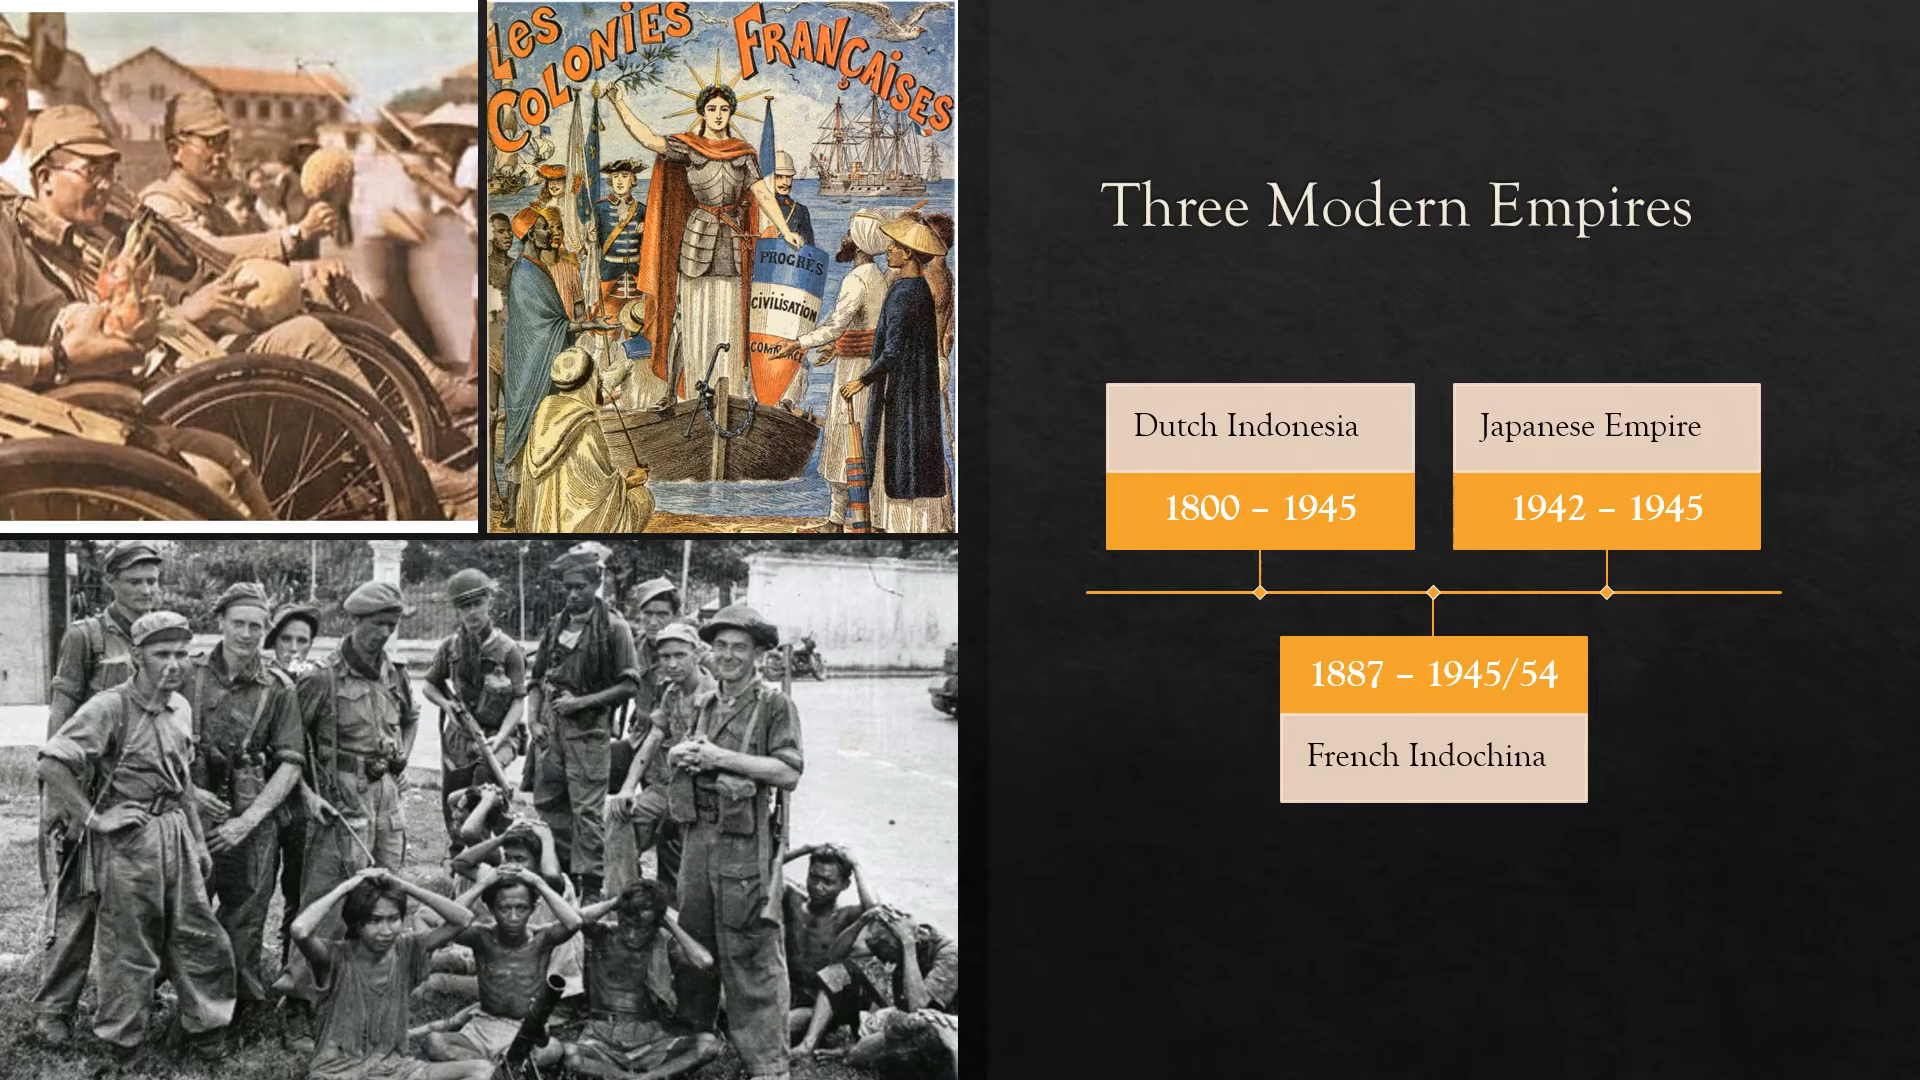 Les
Colonies
Françaises
PROGRÈS
CIVILISATION
COMMERCE
Three Modern Empires
Dutch Indonesia
1800 – 1945
Japanese Empire
1942 – 1945
1887 – 1945/54
French Indochina